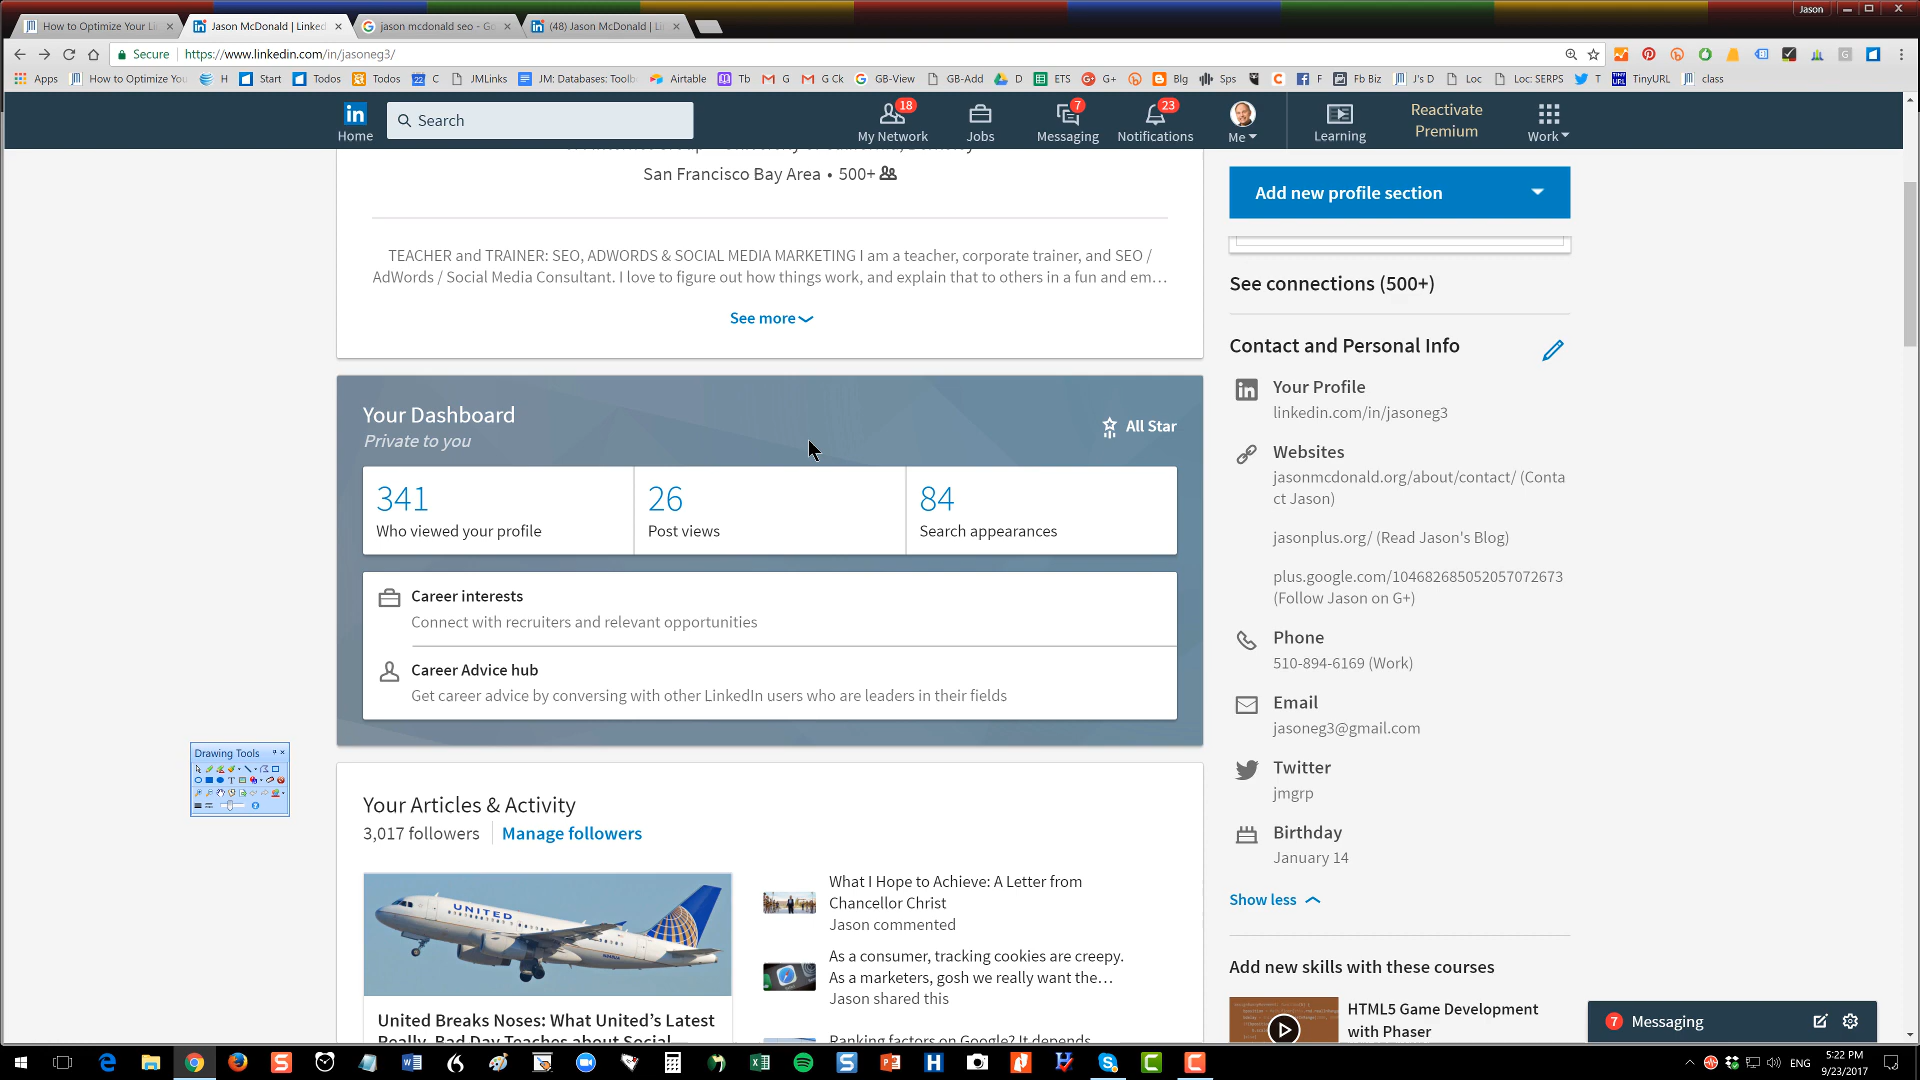 How to Optimize Your Li
Jason McDonald | Linked
jason mcdonald seo - Go
(48) Jason McDonald | Li
Jason
Secure
https://www.linkedin.com/in/jasoneg3/
Apps
How to Optimize You
H
Start
Todos
Todos
C
JMLinks
JM: Databases: Toolb
Airtable
Tb
G
G Ck
GB-View
GB-Add
D
ETS
G+
Blg
Sps
F
Fb Biz
J's D
Loc
Loc: SERPS
T
TinyURL
class
Home
Search
18
My Network
Jobs
7
Messaging
23
Notifications
Me
Learning
Reactivate
Premium
Work
San Francisco Bay Area • 500+
TEACHER and TRAINER: SEO, ADWORDS & SOCIAL MEDIA MARKETING I am a teacher, corporate trainer, and SEO /
AdWords / Social Media Consultant. I love to figure out how things work, and explain that to others in a fun and em…
See more
Your Dashboard
Private to you
All Star
341
Who viewed your profile
26
Post views
84
Search appearances
Career interests
Connect with recruiters and relevant opportunities
Career Advice hub
Get career advice by conversing with other LinkedIn users who are leaders in their fields
Drawing Tools
Your Articles & Activity
3,017 followers
Manage followers
UNITED
United Breaks Noses: What United's Latest
Really, Bad Day Teaches about Social
What I Hope to Achieve: A Letter from
Chancellor Christ
Jason commented
As a consumer, tracking cookies are creepy.
As a marketers, gosh we really want the…
Jason shared this
Ranking factors on Google? It depends
Add new profile section
See connections (500+)
Contact and Personal Info
Your Profile
linkedin.com/in/jasoneg3
Websites
jasonmcdonald.org/about/contact/ (Conta
ct Jason)
jasonplus.org/ (Read Jason's Blog)
plus.google.com/104682685052057072673
(Follow Jason on G+)
Phone
510-894-6169 (Work)
Email
jasoneg3@gmail.com
Twitter
jmgrp
Birthday
January 14
Show less
Add new skills with these courses
HTML5 Game Development
with Phaser
7
Messaging
ENG
5:22 PM
9/23/2017